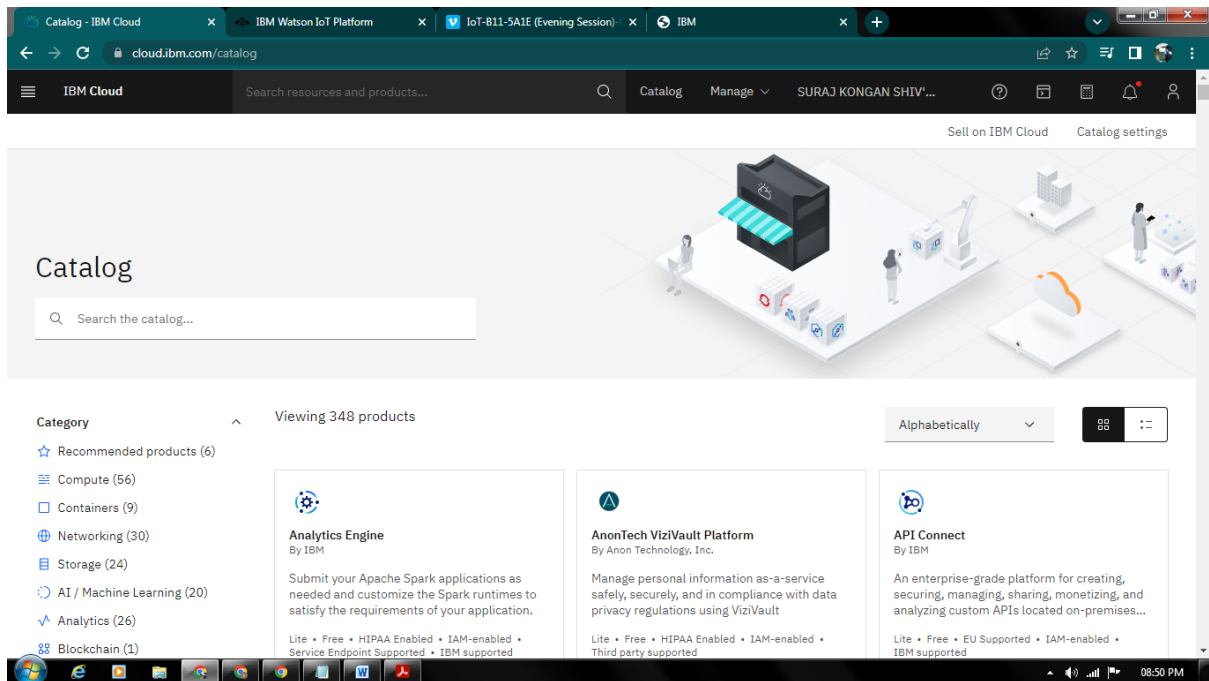 Catalog - IBM Cloud
IBM Watson IoT Platform
IoT-B11-5A1E (Evening Session)-
IBM
cloud.ibm.com/catalog
IBM Cloud
Search resources and products...
Catalog
Manage
SURAJ KONGAN SHIV'...
Sell on IBM Cloud
Catalog settings
Catalog
Search the catalog...
Category
Recommended products (6)
Compute (56)
Containers (9)
Networking (30)
Storage (24)
AI / Machine Learning (20)
Analytics (26)
Blockchain (1)
Viewing 348 products
Alphabetically
Analytics Engine
By IBM
Submit your Apache Spark applications as
needed and customize the Spark runtimes to
satisfy the requirements of your application.
Lite • Free • HIPAA Enabled • IAM-enabled •
Service Endpoint Supported • IBM supported
AnonTech ViziVault Platform
By Anon Technology, Inc.
Manage personal information as-a-service
safely, securely, and in compliance with data
privacy regulations using ViziVault
Lite • Free • HIPAA Enabled • IAM-enabled •
Third party supported
API Connect
By IBM
An enterprise-grade platform for creating,
securing, managing, sharing, monetizing, and
analyzing custom APIs located on-premises...
Lite • Free • EU Supported • IAM-enabled •
IBM supported
08:50 PM